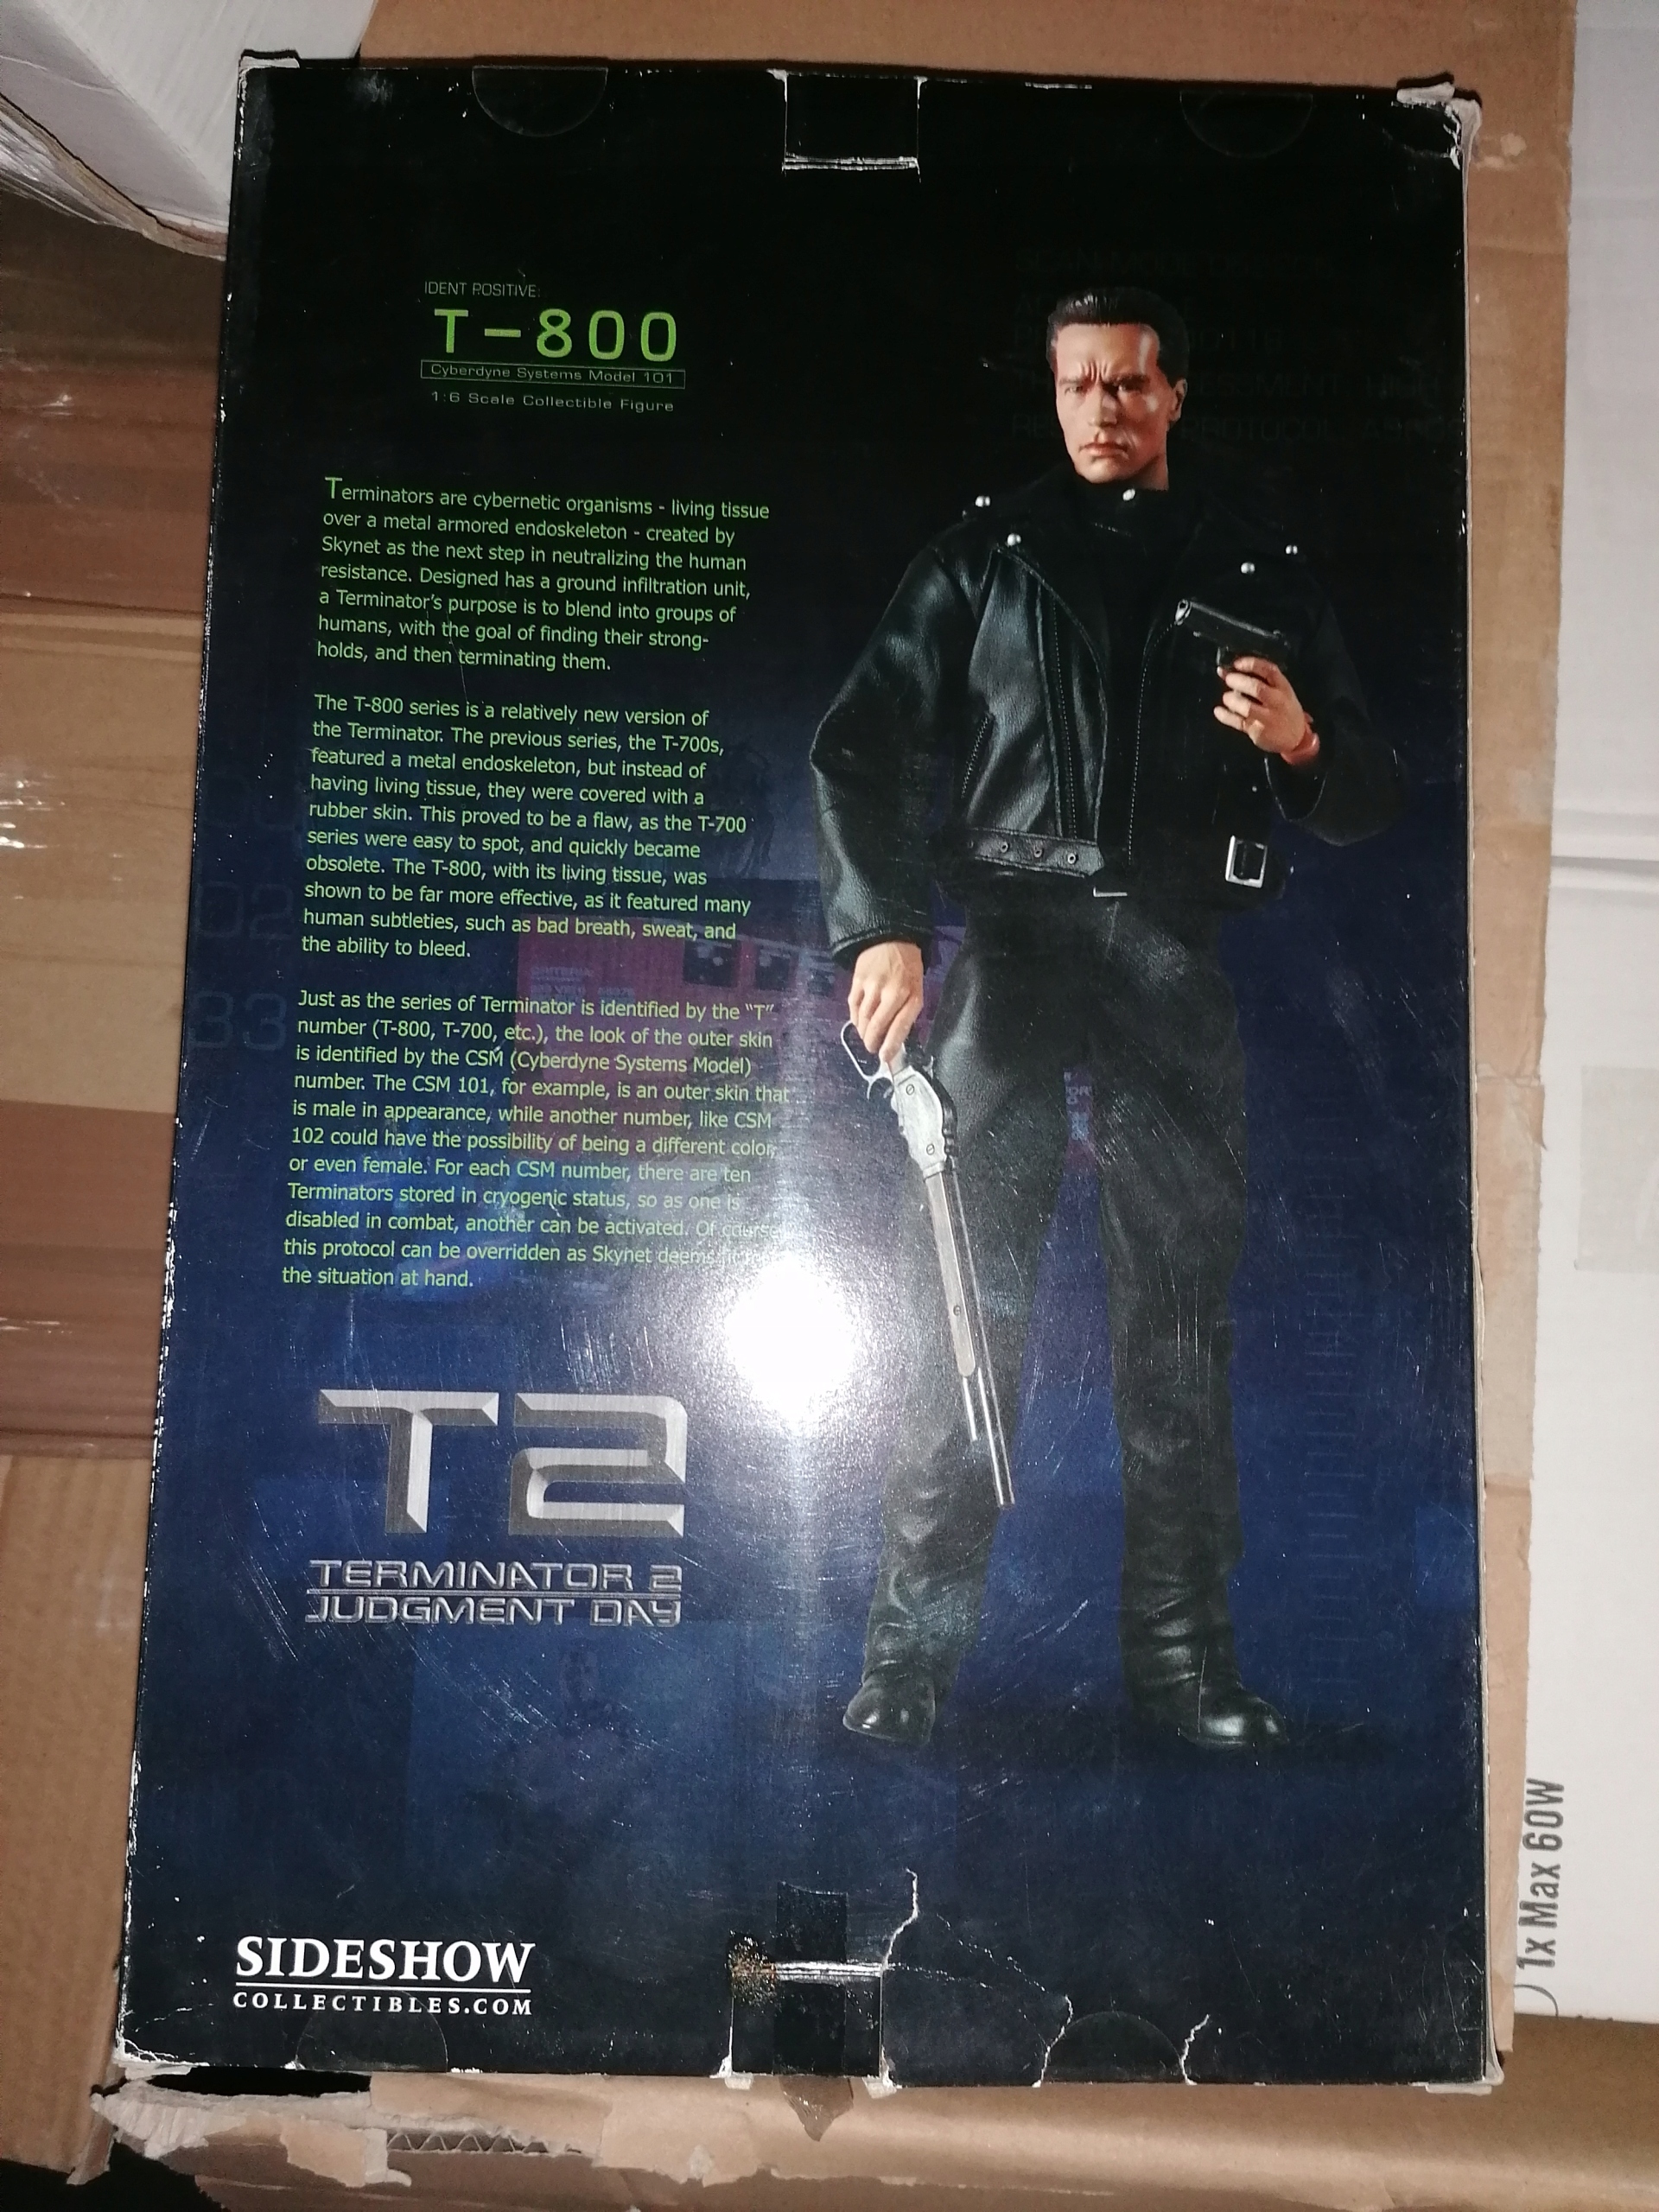 IDENT POSITIVE:
T-800
Cyberdyne Systems Model 101
1:6 Scale Collectible Figure
Terminators are cybernetic organisms - living tissue
over a metal armored endoskeleton - created by
Skynet as the next step in neutralizing the human
resistance. Designed has a ground infiltration unit,
a Terminator's purpose is to blend into groups of
humans, with the goal of finding their strong-
holds, and then terminating them.
The T-800 series is a relatively new version of
the Terminator. The previous series, the T-700s,
featured a metal endoskeleton, but instead of
having living tissue, they were covered with a
rubber skin. This proved to be a flaw, as the T-700
series were easy to spot, and quickly became
obsolete. The T-800, with its living tissue, was
shown to be far more effective, as it featured many
human subtleties, such as bad breath, sweat, and
the ability to bleed.
Just as the series of Terminator is identified by the "T"
number (T-800, T-700, etc.), the look of the outer skin
is identified by the CSM (Cyberdyne Systems Model)
number. The CSM 101, for example, is an outer skin that
is male in appearance, while another number, like CSM
102 could have the possibility of being a different color,
or even female. For each CSM number, there are ten
Terminators stored in cryogenic status, so as one is
disabled in combat, another can be activated. Of course
this protocol can be overridden as Skynet deems
the situation at hand.
T2
TERMINATOR 2
JUDGMENT DAY
SIDESHOW
COLLECTIBLES.COM
1x Max 60W